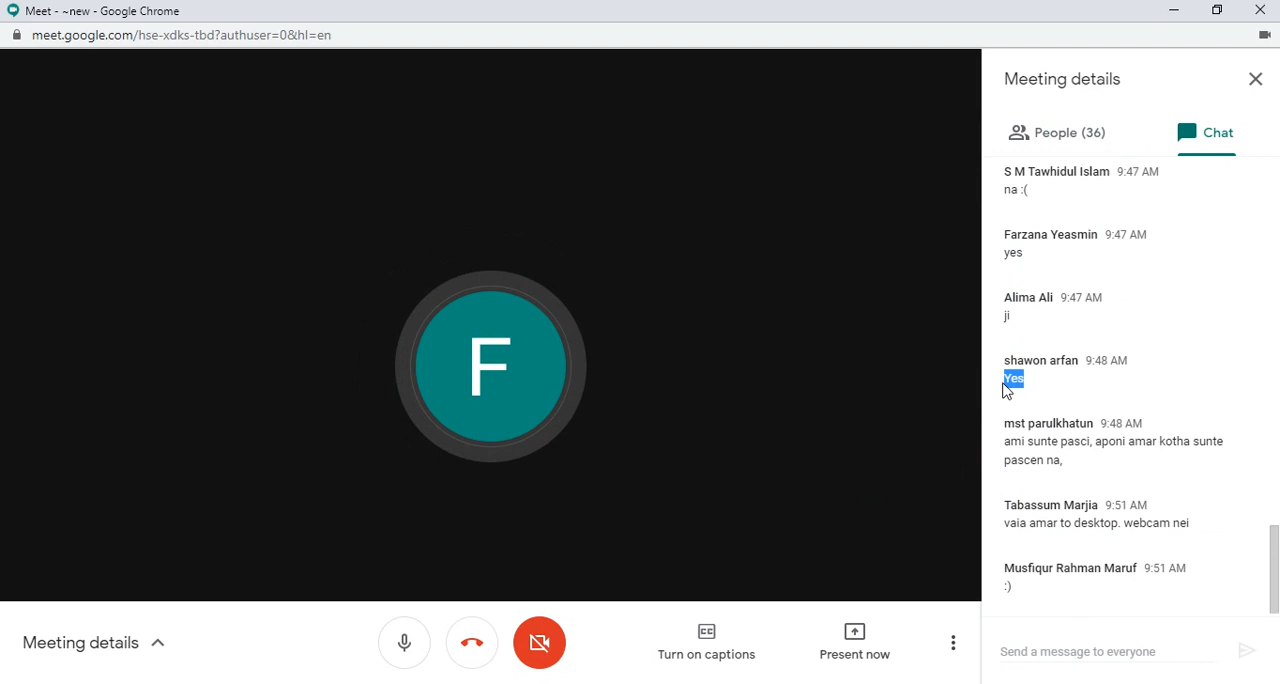 Meet - ~new - Google Chrome
meet.google.com/hse-xdks-tbd?authuser=0&hl=en
Meeting details
People (36)
Chat
S M Tawhidul Islam 9:47 AM
na :(
Farzana Yeasmin 9:47 AM
yes
Alima Ali 9:47 AM
ji
shawon arfan 9:48 AM
Yes
mst parulkhatun 9:48 AM
ami sunte pasci, aponi amar kotha sunte
pascen na,
Tabassum Marjia 9:51 AM
vaia amar to desktop. webcam nei
Musfiqur Rahman Maruf 9:51 AM
:)
F
Meeting details
CC
Turn on captions
Present now
Send a message to everyone